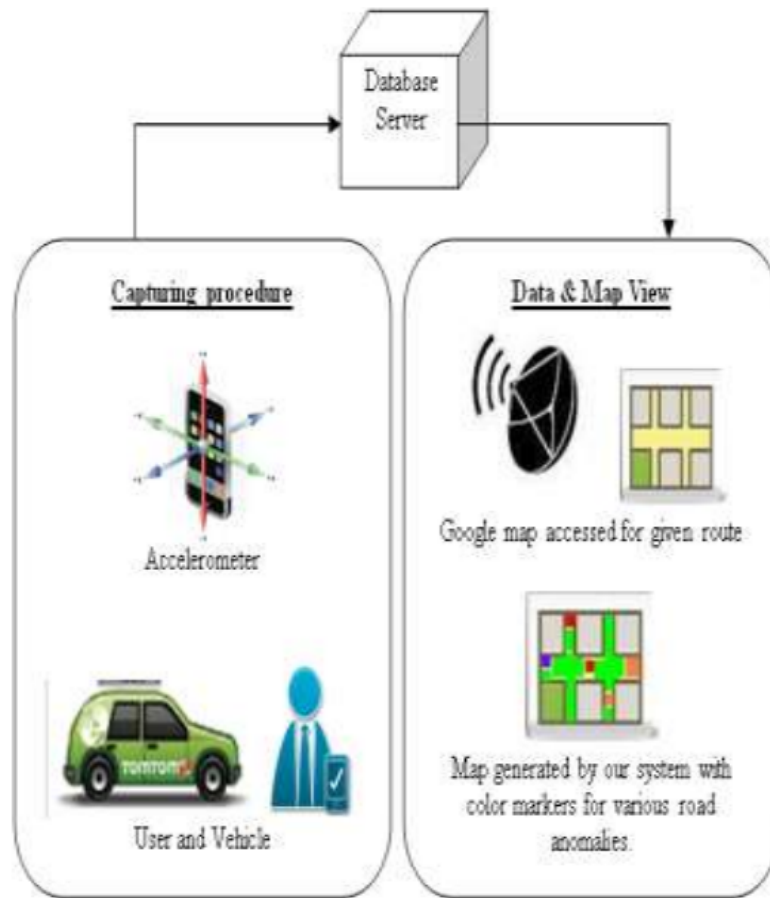 Database
Server
Capturing procedure
Accelerometer
TOMTOM
User and Vehicle
Data & Map View
Google map accessed for given route
Map generated by our system with
color markers for various road
anomalies.